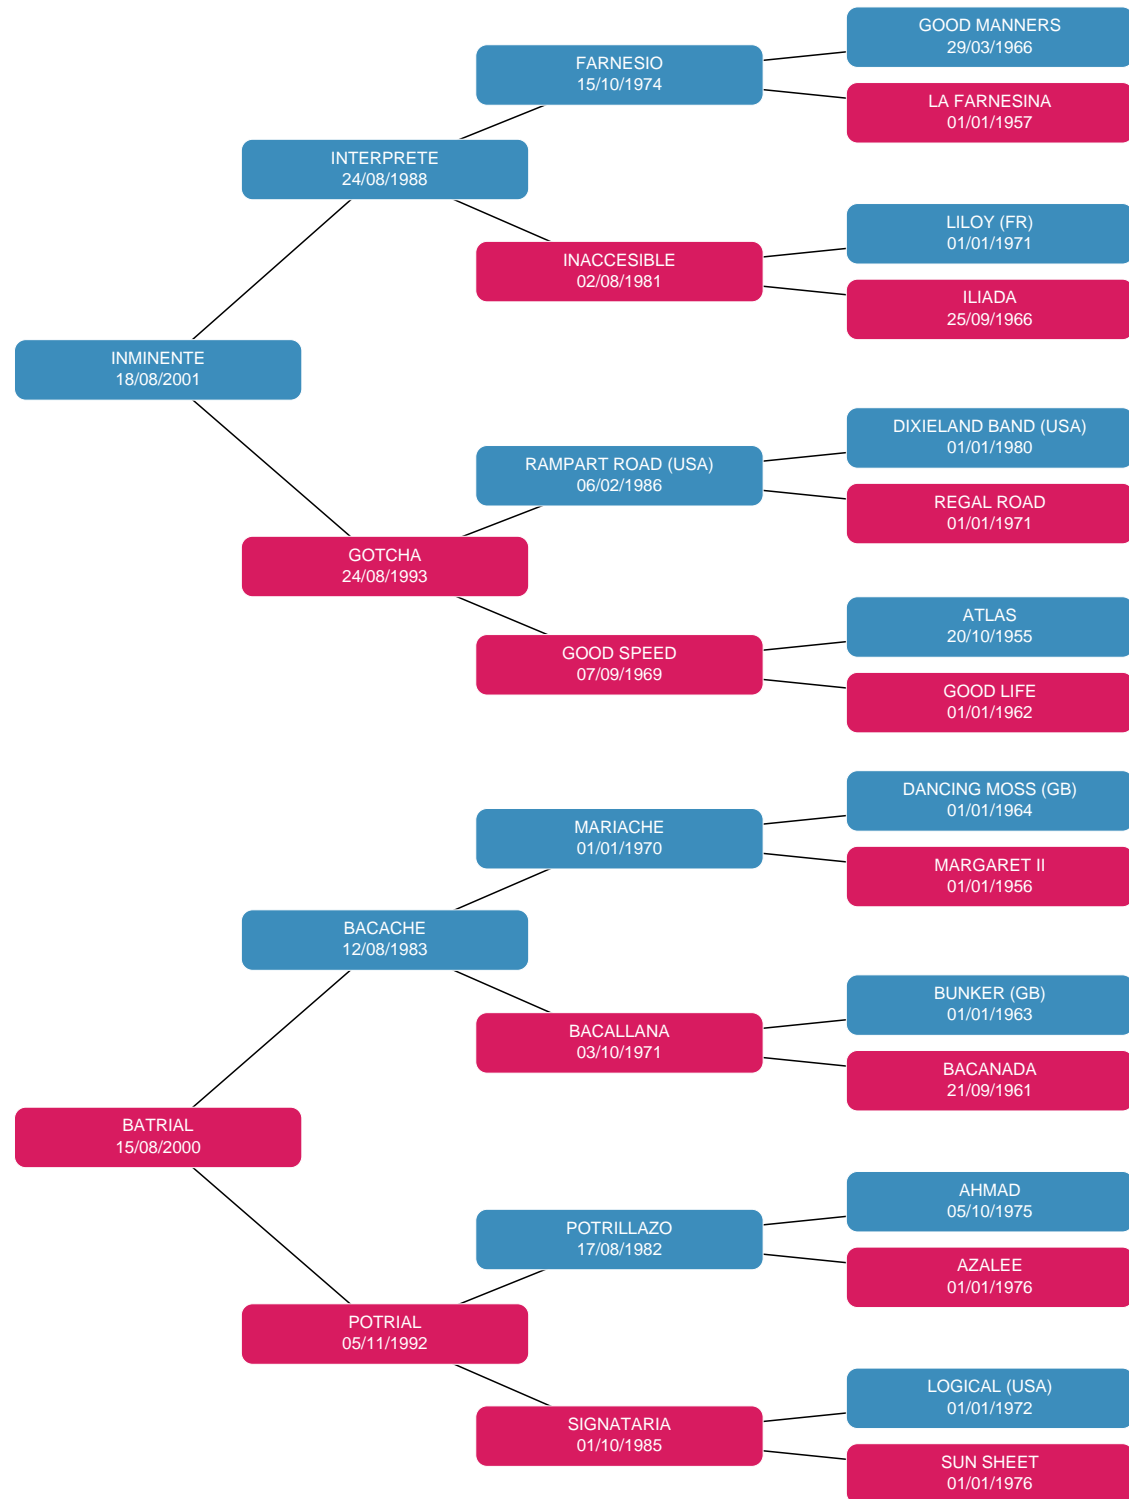 GOOD MANNERS
29/03/1966
FARNESIO
15/10/1974
LA FARNESINA
01/01/1957
INTERPRETE
24/08/1988
LILOY (FR)
01/01/1971
INACCESIBLE
02/08/1981
ILIADA
25/09/1966
INMINENTE
18/08/2001
DIXIELAND BAND (USA)
01/01/1980
RAMPART ROAD (USA)
06/02/1986
REGAL ROAD
01/01/1971
GOTCHA
24/08/1993
ATLAS
20/10/1955
GOOD SPEED
07/09/1969
GOOD LIFE
01/01/1962
DANCING MOSS (GB)
01/01/1964
MARIACHE
01/01/1970
MARGARET II
01/01/1956
BACACHE
12/08/1983
BUNKER (GB)
01/01/1963
BACALLANA
03/10/1971
BACANADA
21/09/1961
BATRIAL
15/08/2000
AHMAD
05/10/1975
POTRILLAZO
17/08/1982
AZALEE
01/01/1976
POTRIAL
05/11/1992
LOGICAL (USA)
01/01/1972
SIGNATARIA
01/10/1985
SUN SHEET
01/01/1976